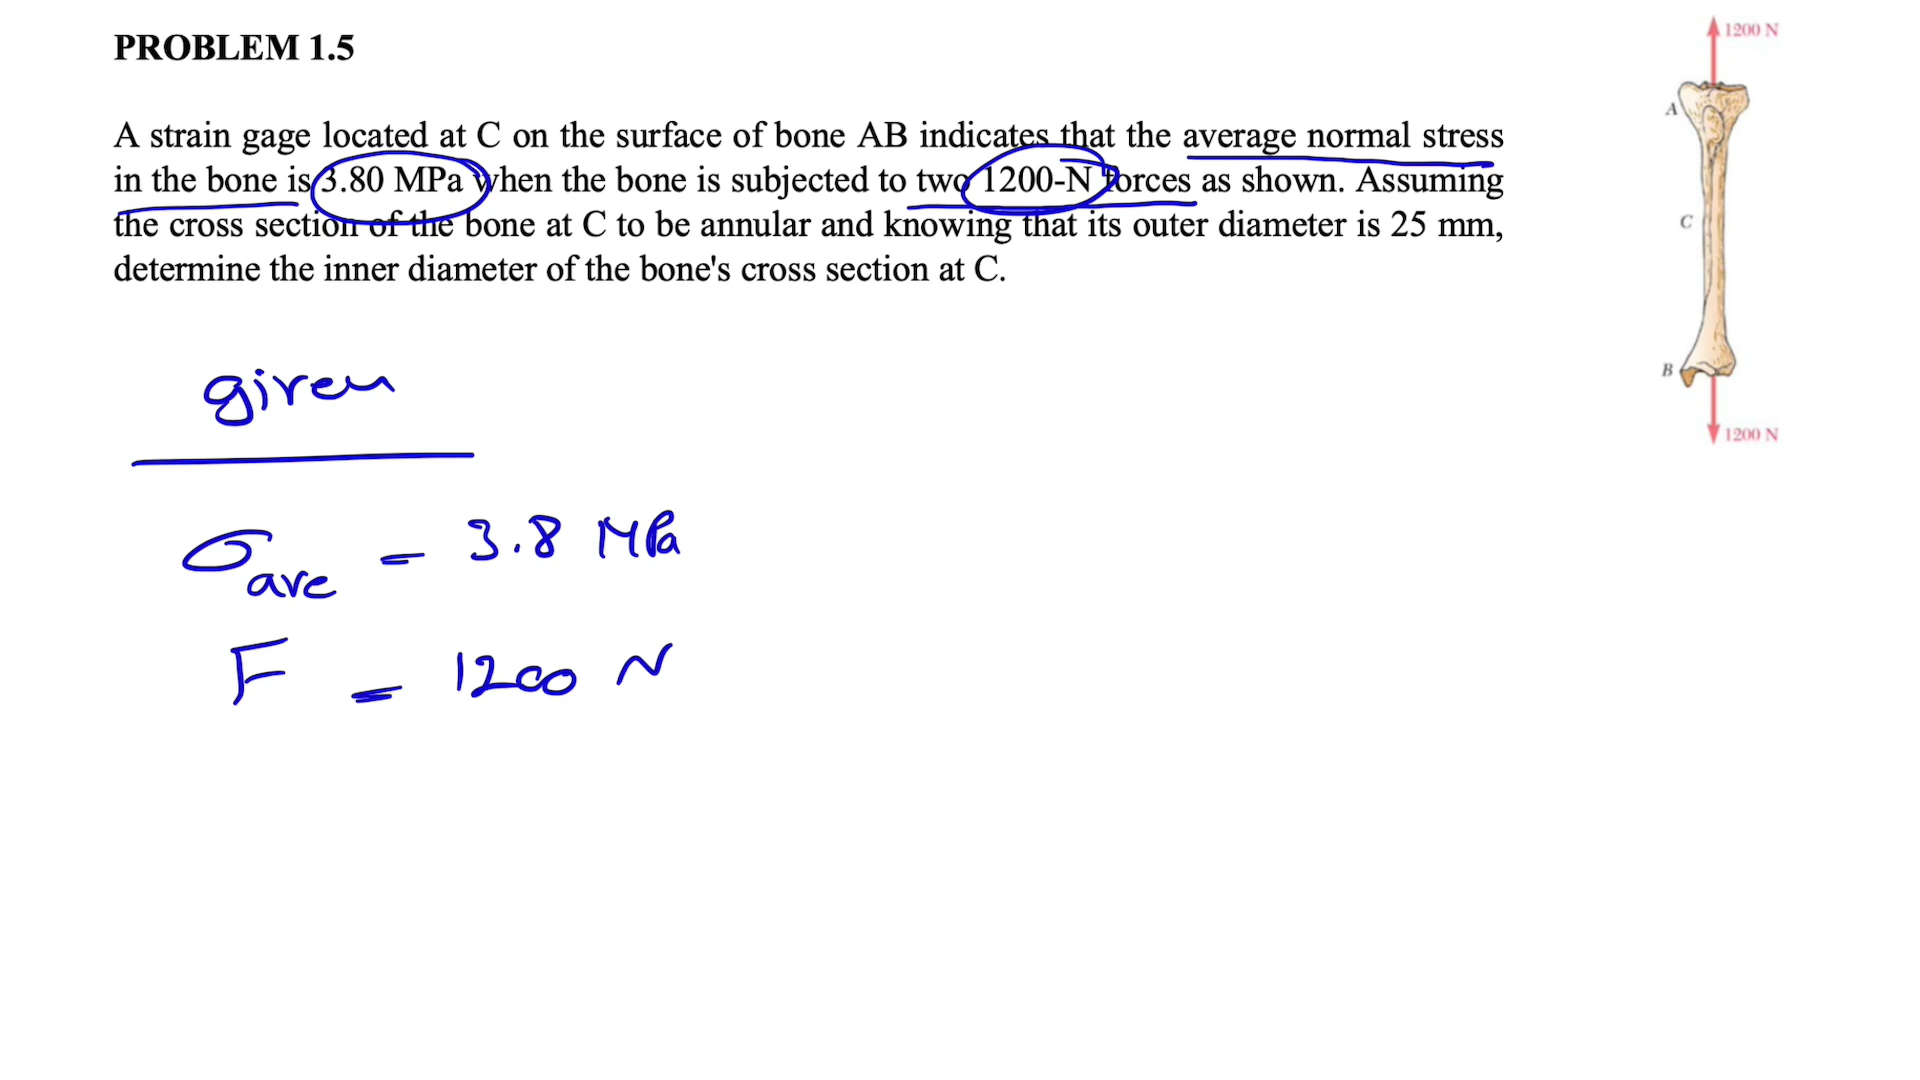 PROBLEM 1.5
A strain gage located at C on the surface of bone AB indicates that the average normal stress
in the bone is 3.80 MPa when the bone is subjected to two 1200-N forces as shown. Assuming
the cross section of the bone at C to be annular and knowing that its outer diameter is 25 mm,
determine the inner diameter of the bone's cross section at C.
1200 N
A
C
B
1200 N
given
σave = 3.8 MPa
F = 1200 N